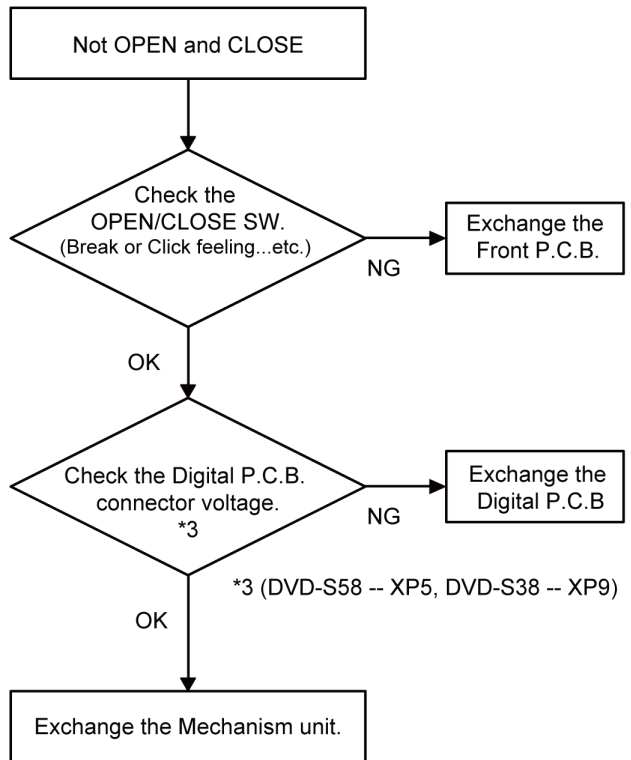 Not OPEN and CLOSE
Check the
OPEN/CLOSE SW.
(Break or Click feeling...etc.)
NG
Exchange the
Front P.C.B.
OK
Check the Digital P.C.B.
connector voltage.
*3
NG
Exchange the
Digital P.C.B
*3 (DVD-S58 -- XP5, DVD-S38 -- XP9)
OK
Exchange the Mechanism unit.